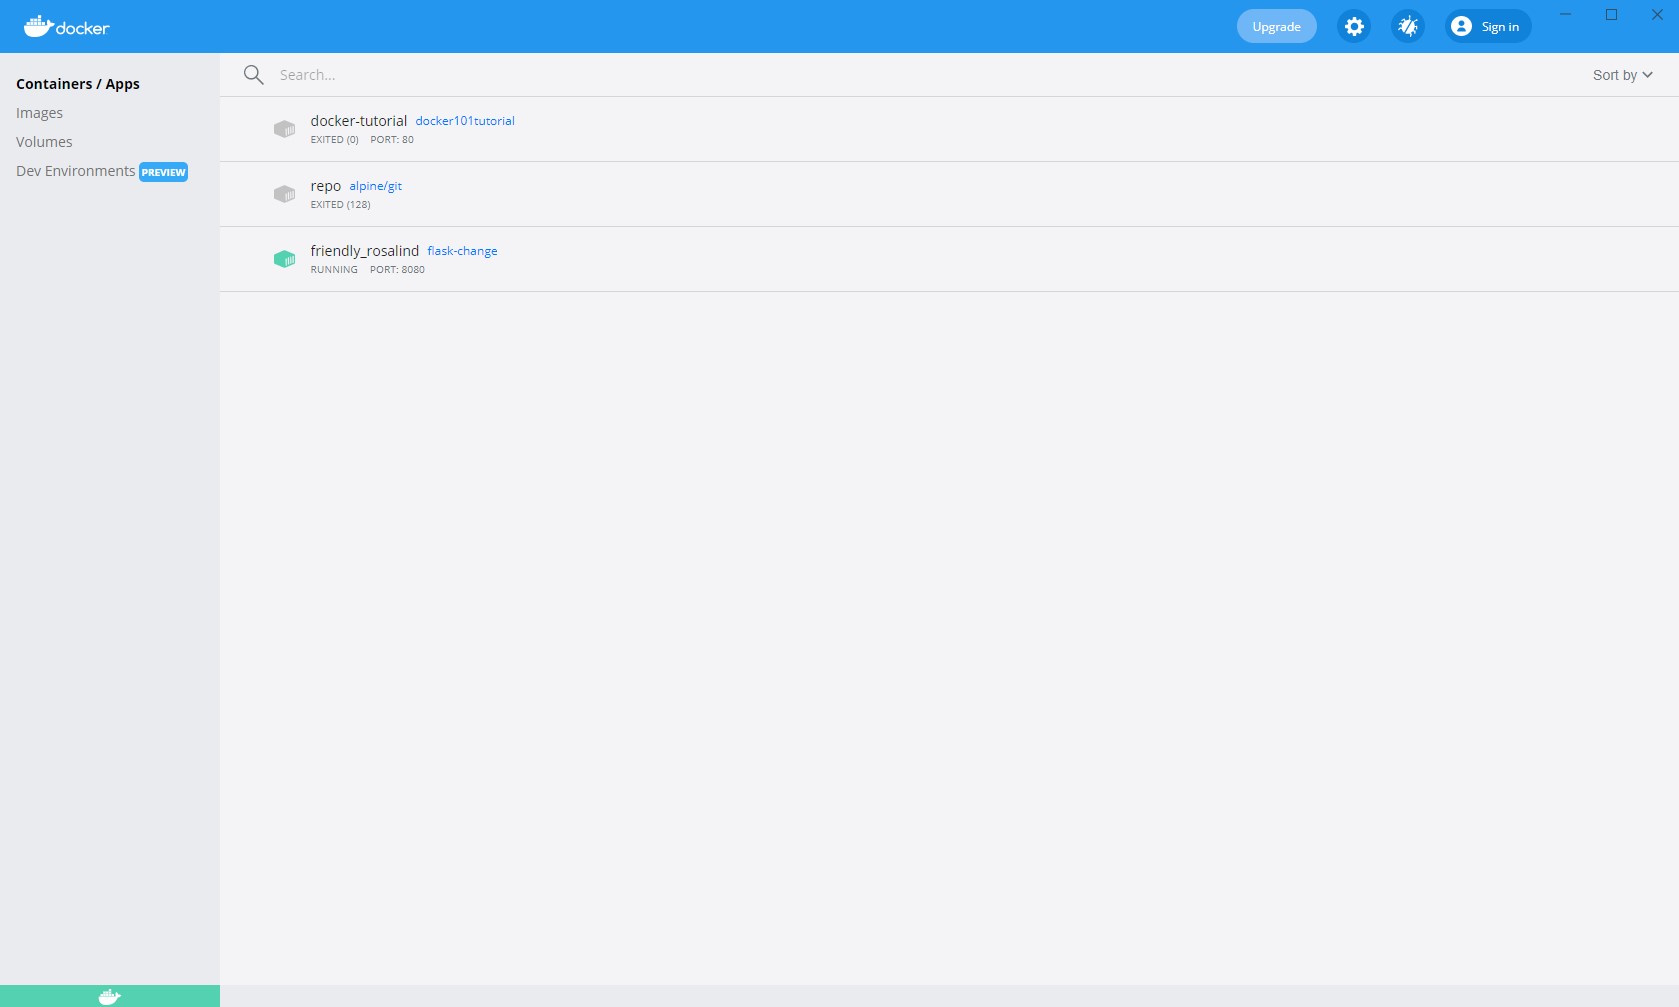 docker
Upgrade
Sign in
Containers / Apps
Images
Volumes
Dev Environments PREVIEW
Search...
Sort by
docker-tutorial docker101tutorial
EXITED (0) PORT: 80
repo alpine/git
EXITED (128)
friendly_rosalind flask-change
RUNNING PORT: 8080